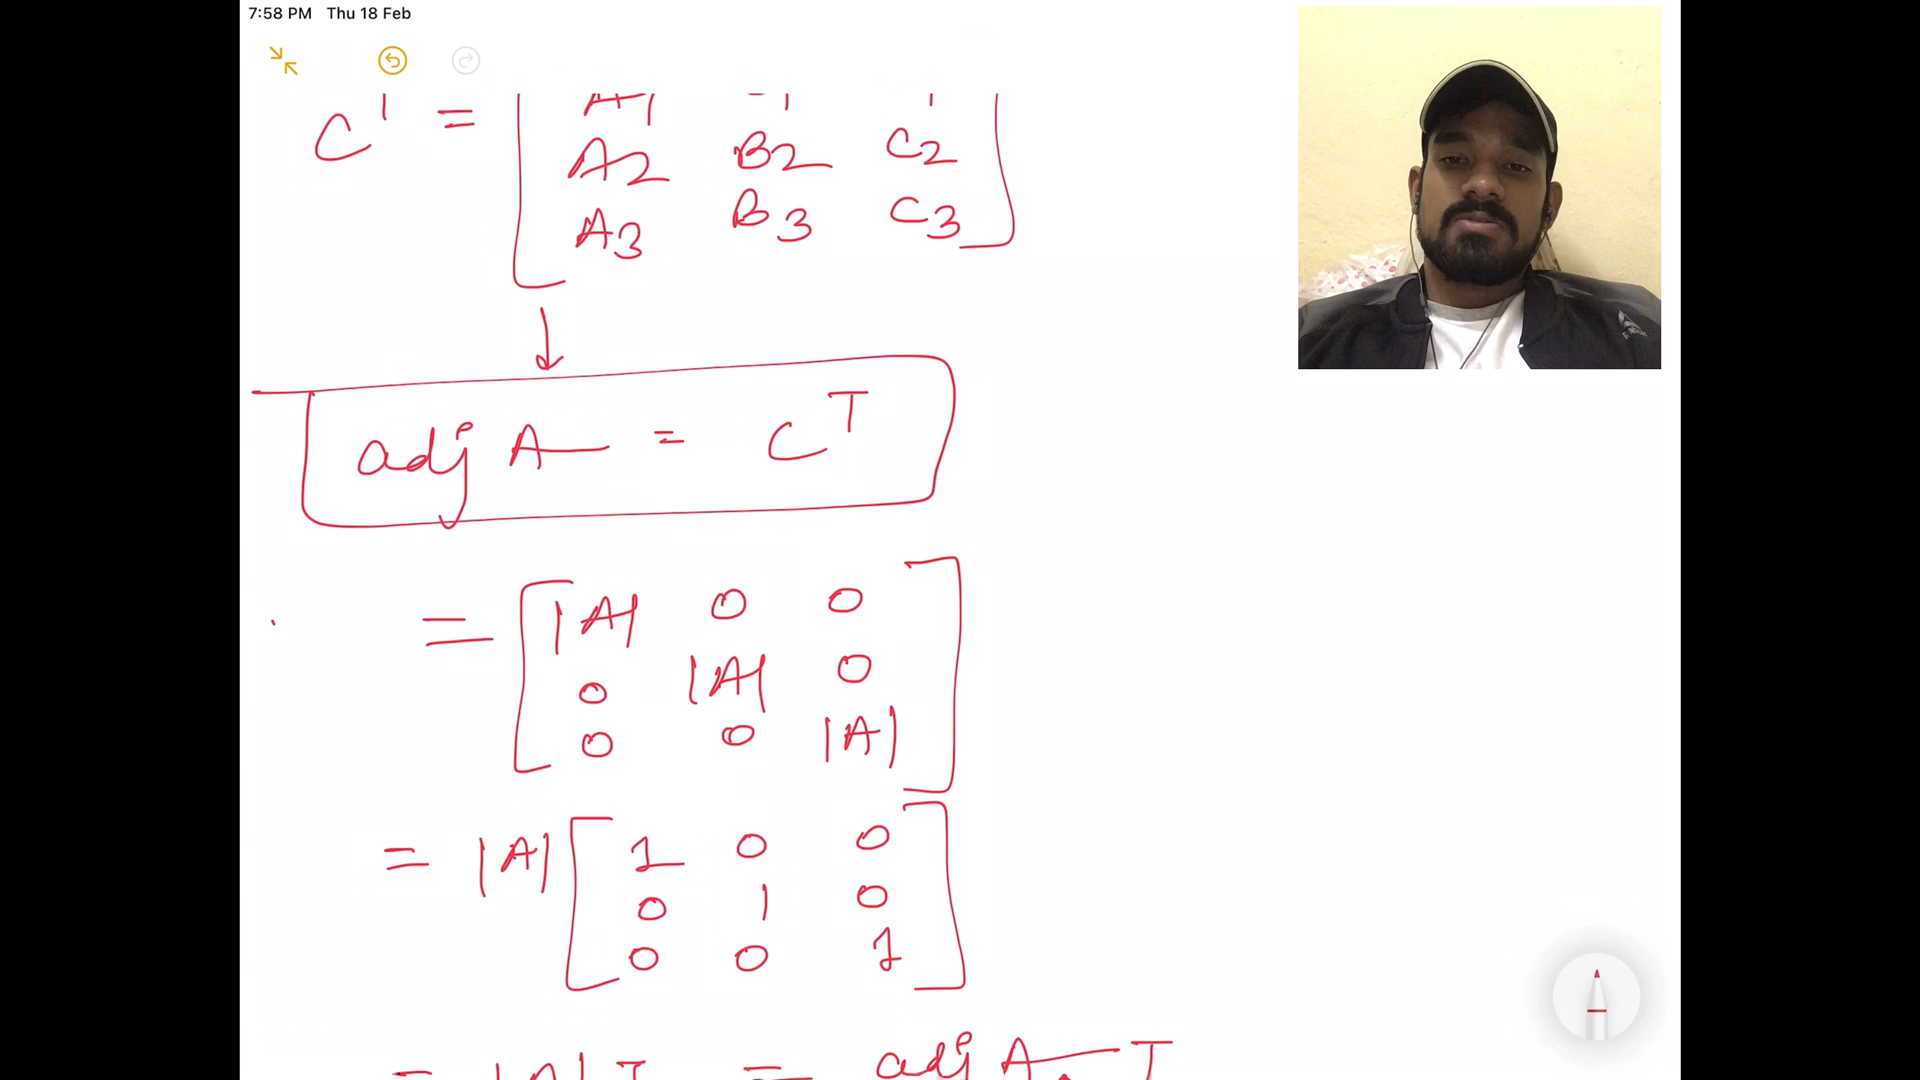 7:58 PM Thu 18 Feb
C =
A2 B2 C2
A3 B3 C3
adj A = C^T
= [ |A| 0 0
0 |A| 0
0 0 |A| ]
= |A| [ 1 0 0
0 1 0
0 0 1 ]
= |A| I = adj A